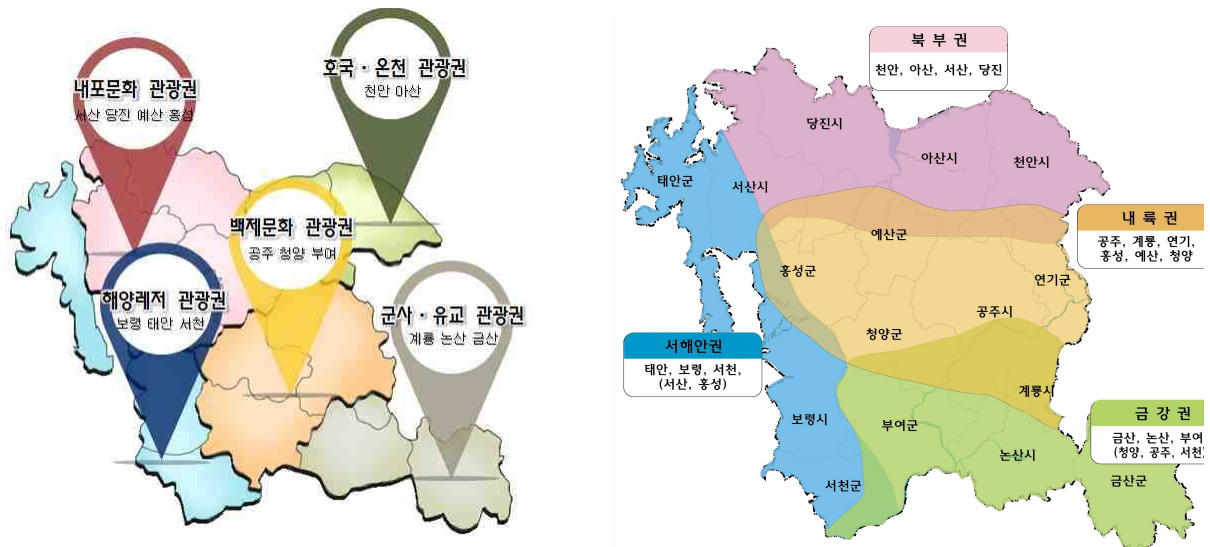 내포문화 관광권
서산 당진 예산 홍성
호국·온천 관광권
천안 아산
백제문화 관광권
공주 청양 부여
해양레저 관광권
보령 태안 서천
군사·유교 관광권
계룡 논산 금산
북부권
천안, 아산, 서산, 당진
당진시
아산시
천안시
태안군
서산시
내륙권
공주, 계룡, 연기,
홍성, 예산, 청양
예산군
홍성군
연기군
공주시
청양군
서해안권
태안, 보령, 서천,
(서산, 홍성)
계룡시
보령시
부여군
금강권
금산, 논산, 부여
(청양, 공주, 서천)
논산시
서천군
금산군